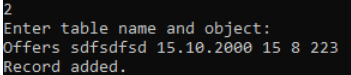 2
Enter table name and object:
Offers sdfsdfsd 15.10.2000 15 8 223
Record added.